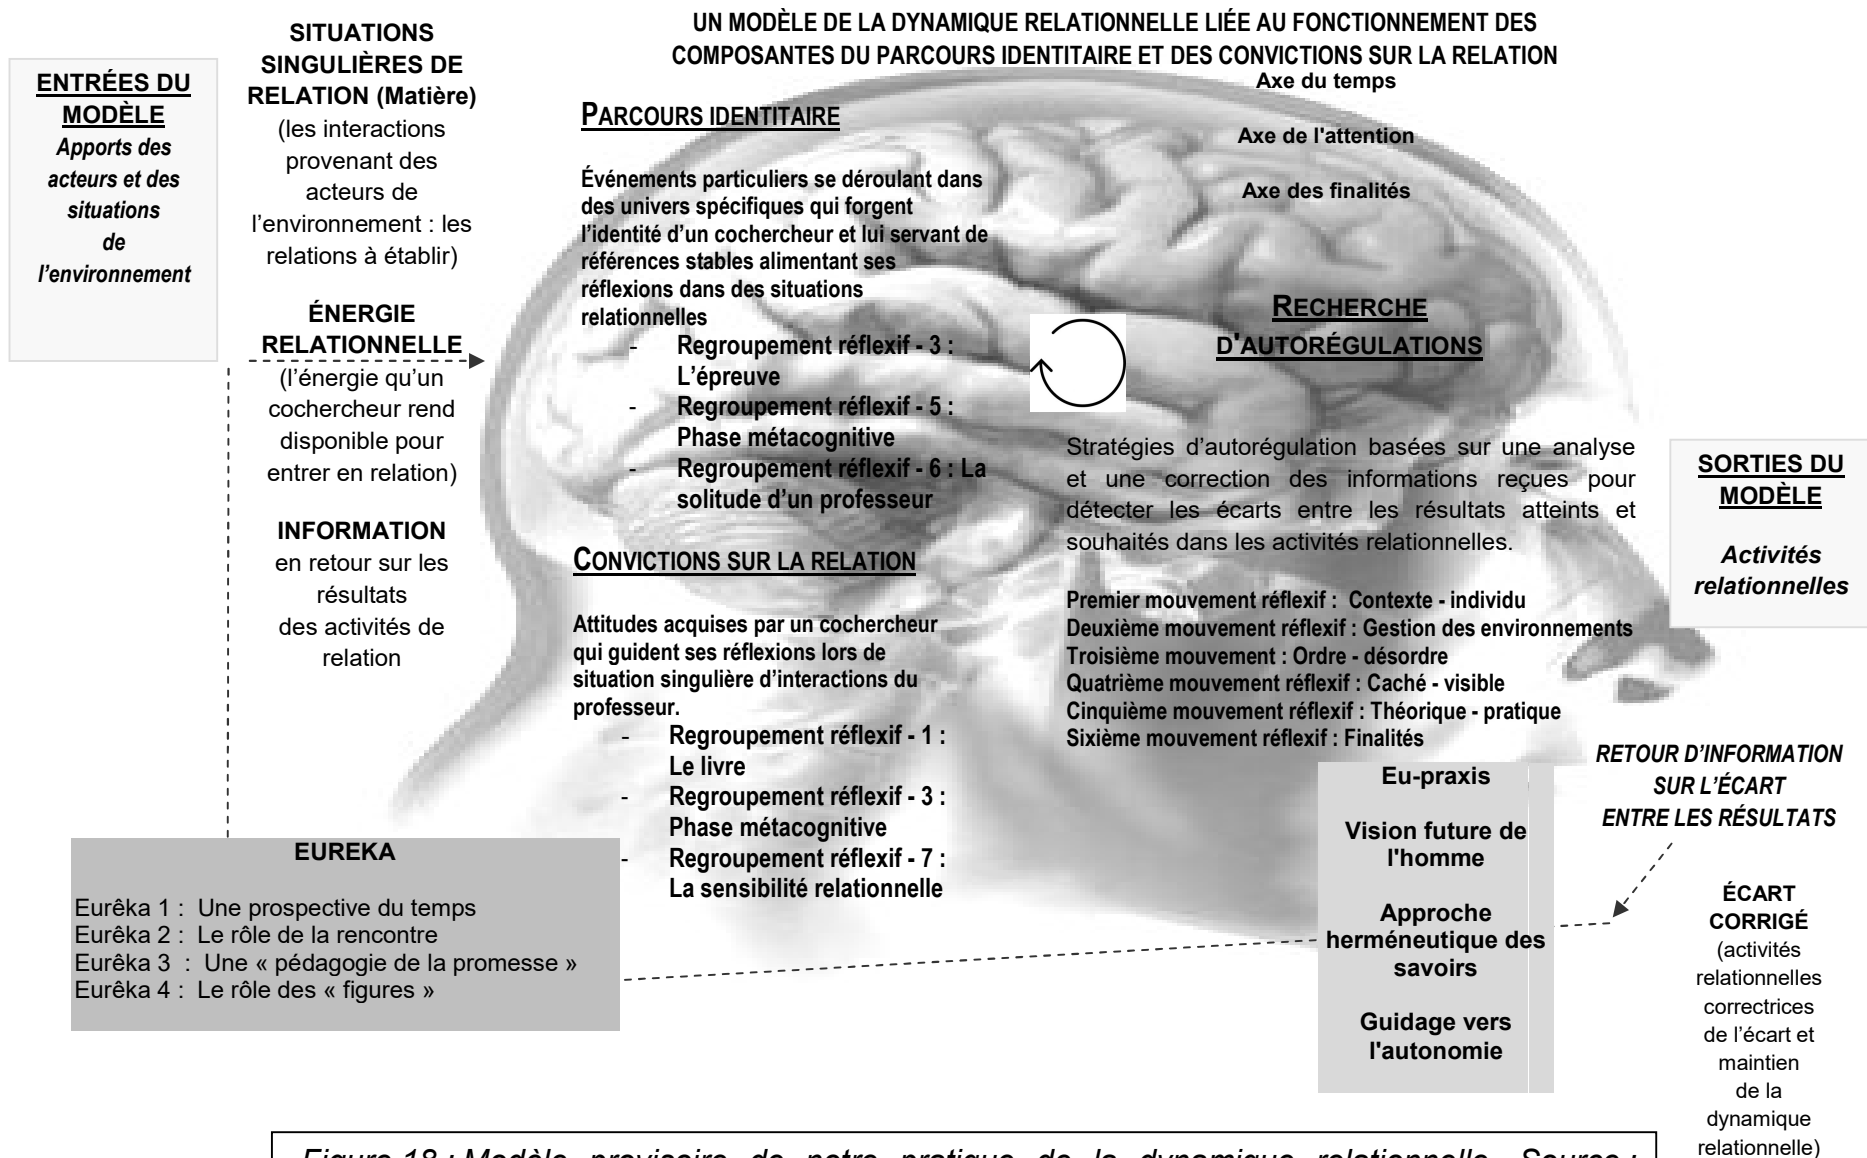 UN MODÈLE DE LA DYNAMIQUE RELATIONNELLE LIÉE AU FONCTIONNEMENT DES
COMPOSANTES DU PARCOURS IDENTITAIRE ET DES CONVICTIONS SUR LA RELATION
ENTRÉES DU
MODÈLE
Apports des
acteurs et des
situations
de
l'environnement
SITUATIONS
SINGULIÈRES DE
RELATION (Matière)
(les interactions
provenant des
acteurs de
l'environnement : les
relations à établir)
ÉNERGIE
RELATIONNELLE
(l'énergie qu'un
cochercheur rend
disponible pour
entrer en relation)
INFORMATION
en retour sur les
résultats
des activités de
relation
PARCOURS IDENTITAIRE
Événements particuliers se déroulant dans
des univers spécifiques qui forgent
l'identité d'un cochercheur et lui servant de
références stables alimentant ses
réflexions dans des situations
relationnelles
- Regroupement réflexif - 3 :
L'épreuve
- Regroupement réflexif - 5 :
Phase métacognitive
- Regroupement réflexif - 6 : La
solitude d'un professeur
CONVICTIONS SUR LA RELATION
Attitudes acquises par un cochercheur
qui guident ses réflexions lors de
situation singulière d'interactions du
professeur.
- Regroupement réflexif - 1 :
Le livre
- Regroupement réflexif - 3 :
Phase métacognitive
- Regroupement réflexif - 7 :
La sensibilité relationnelle
Axe du temps
Axe de l'attention
Axe des finalités
RECHERCHE
D'AUTORÉGULATIONS
Stratégies d'autorégulation basées sur une analyse
et une correction des informations reçues pour
détecter les écarts entre les résultats atteints et
souhaités dans les activités relationnelles.
Premier mouvement réflexif : Contexte - individu
Deuxième mouvement réflexif : Gestion des environnements
Troisième mouvement : Ordre - désordre
Quatrième mouvement réflexif : Caché - visible
Cinquième mouvement réflexif : Théorique - pratique
Sixième mouvement réflexif : Finalités
Eu-praxis
Vision future de
l'homme
Approche
herméneutique des
savoirs
Guidage vers
l'autonomie
SORTIES DU
MODÈLE
Activités
relationnelles
RETOUR D'INFORMATION
SUR L'ÉCART
ENTRE LES RÉSULTATS
ÉCART
CORRIGÉ
(activités
relationnelles
correctrices
de l'écart et
maintien
de la
dynamique
relationnelle)
EUREKA
Eurêka 1 : Une prospective du temps
Eurêka 2 : Le rôle de la rencontre
Eurêka 3 : Une « pédagogie de la promesse »
Eurêka 4 : Le rôle des « figures »
Figure 18 : Modèle provisoire de notre pratique de la dynamique relationnelle. Source :